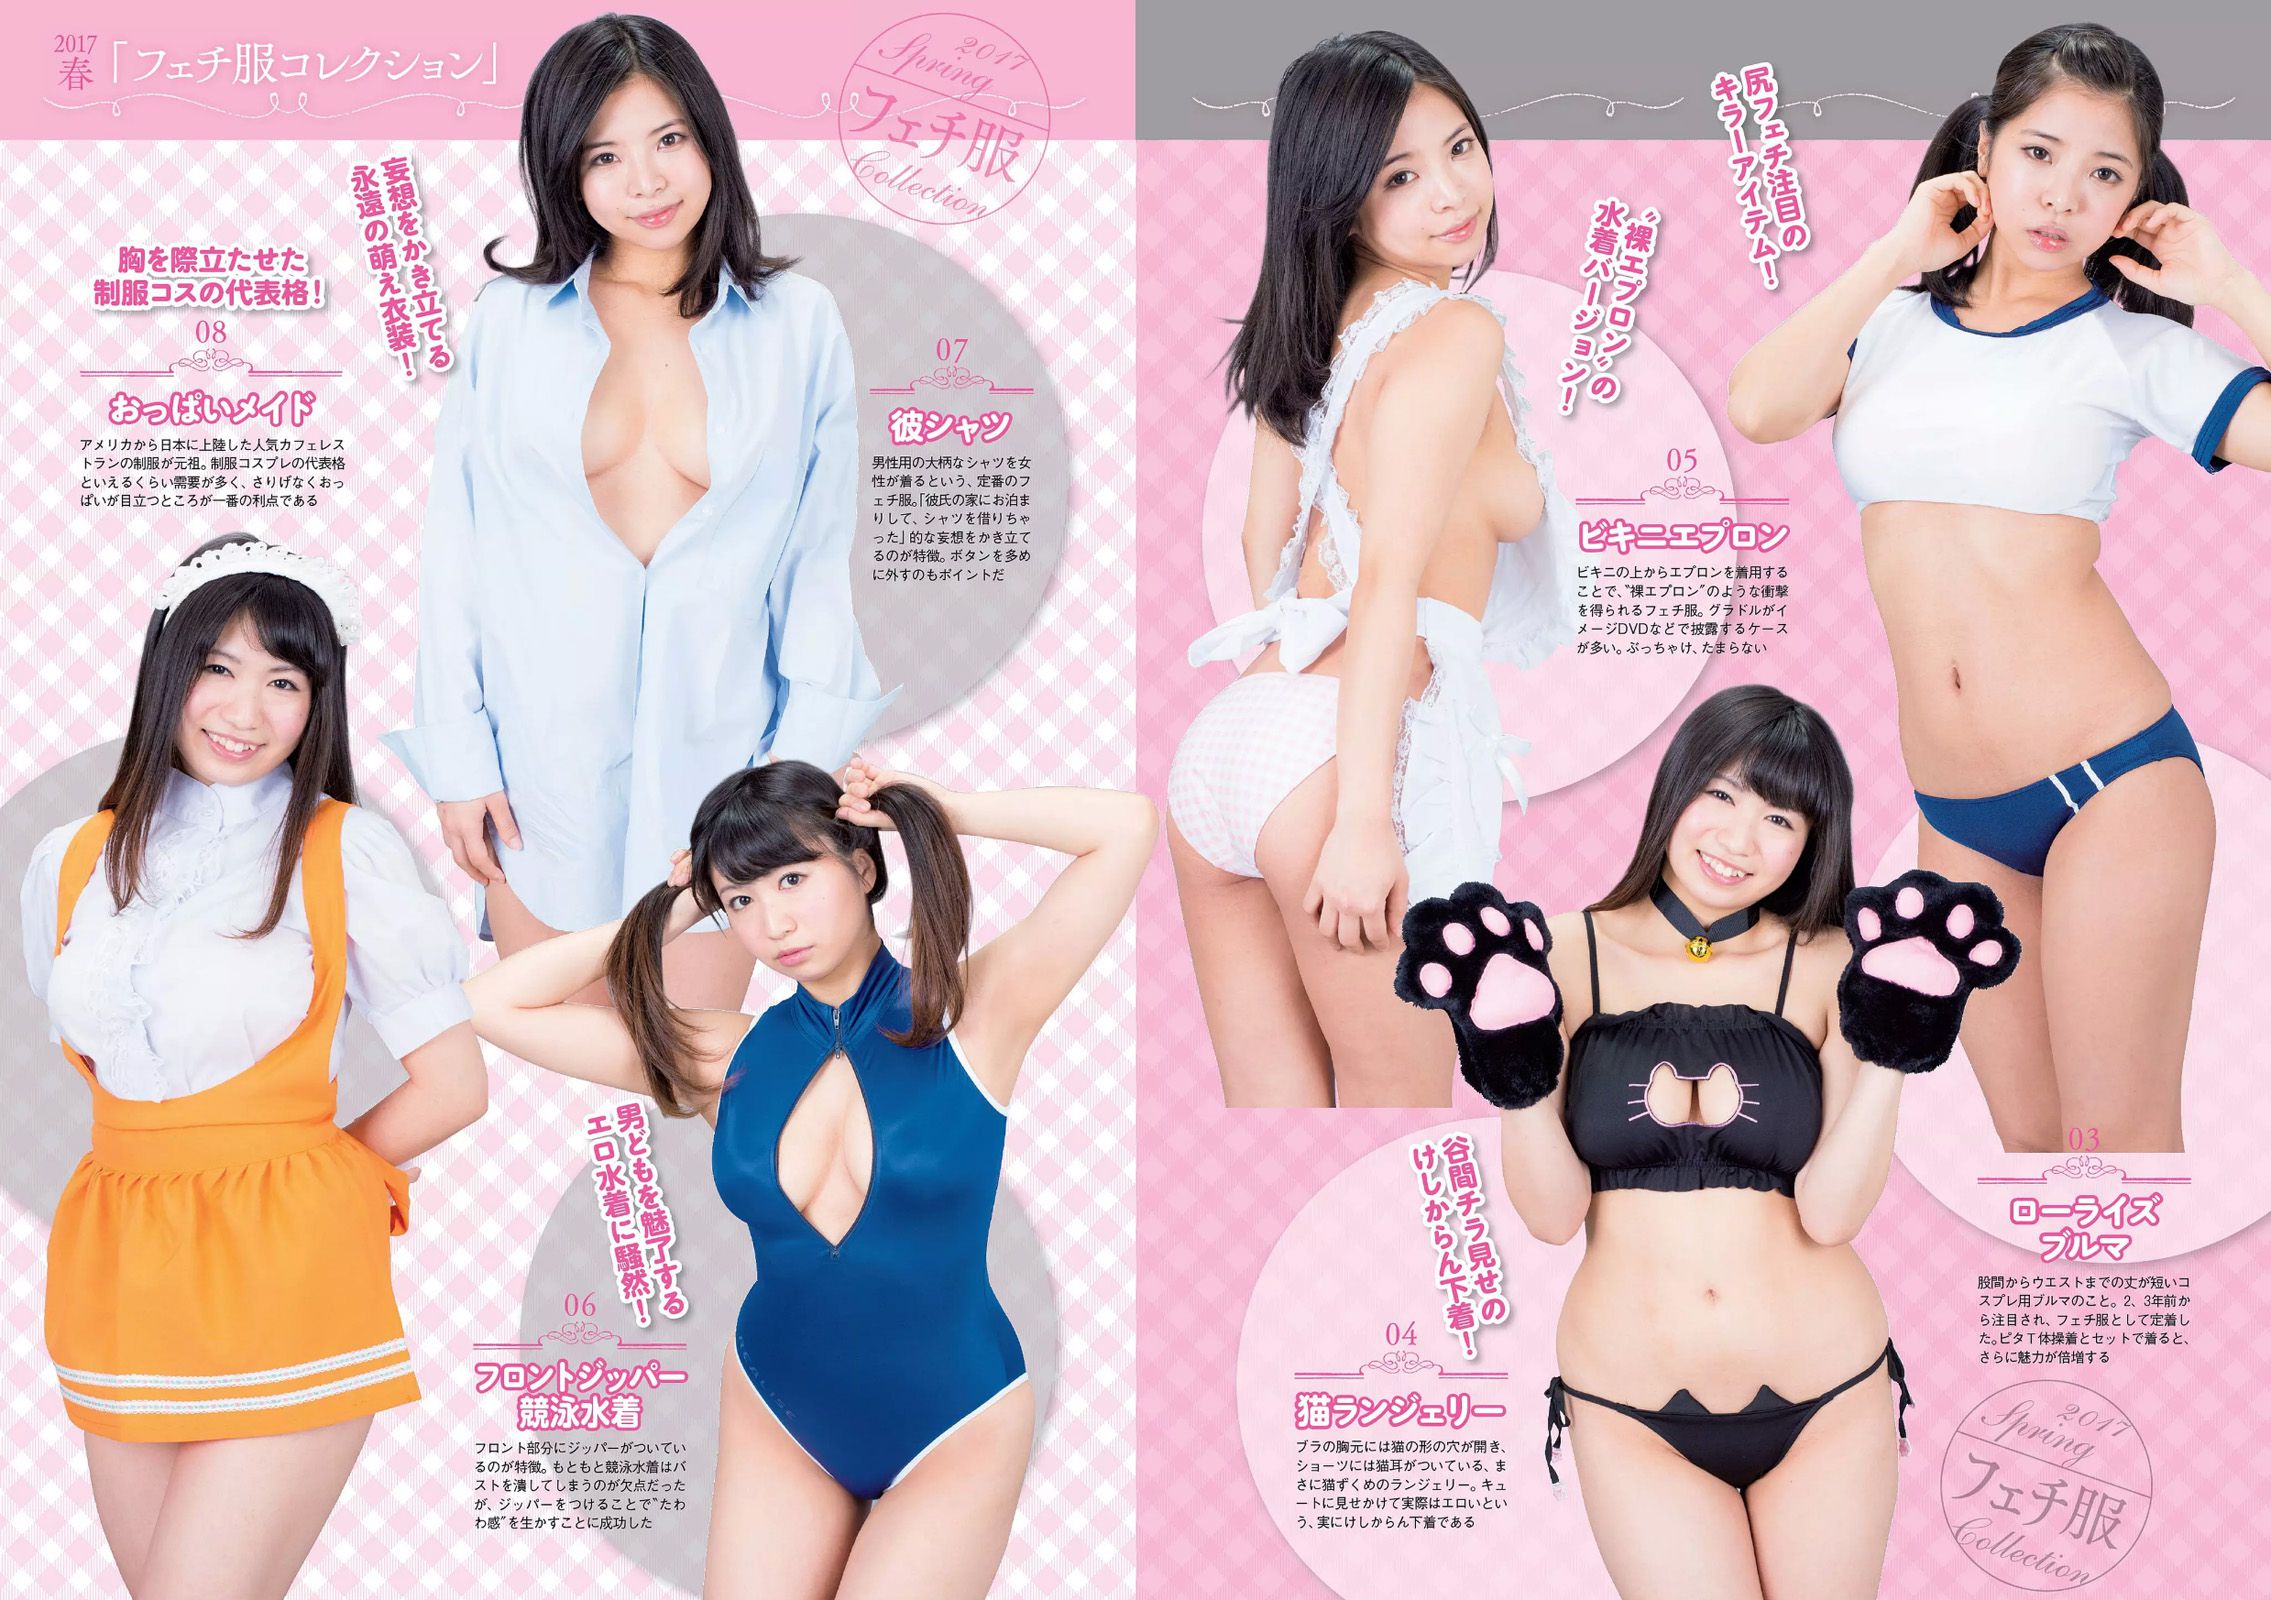 2017
春
「フェチ服コレクション」
2017
Spring
フェチ服
Collection
尻フェチ注目の
キラーアイテム！
03
ローライズ
ブルマ
股間からウエストまでの丈が短いコ
スプレ用ブルマのこと。2、3年前か
ら注目され、フェチ服として定着し
た。ピタT体操着とセットで着ると、
さらに魅力が倍増する
谷間チラ見せの
けしからん下着！
04
猫ランジェリー
ブラの胸元には猫の形の穴が開き、
ショーツには猫耳がついている、ま
さに猫ずくめのランジェリー。キュ
ートに見せかけて実際はエロいとい
う、実にけしからん下着である
“裸エプロン”の
水着バージョン！
05
ビキニエプロン
ビキニの上からエプロンを着用する
ことで、“裸エプロン”のような衝撃
を得られるフェチ服。グラドルがイ
メージDVDなどで披露するケース
が多い。ぶっちゃけ、たまらない
男どもを魅了する
エロ水着に騒然！
06
フロントジッパー
競泳水着
フロント部分にジッパーがついてい
るのが特徴。もともと競泳水着はバ
ストを潰してしまうのが欠点だった
が、ジッパーをつけることで“たわ
わ感”を生かすことに成功した
REALISE
妄想をかき立てる
永遠の萌え衣装！
07
彼シャツ
男性用の大柄なシャツを女
性が着るという、定番のフ
ェチ服。「彼氏の家にお泊ま
りして、シャツを借りちゃ
った」的な妄想をかき立て
るのが特徴。ボタンを多め
に外すのもポイントだ
胸を際立たせた
制服コスの代表格！
08
おっぱいメイド
アメリカから日本に上陸した人気カフェレス
トランの制服が元祖。制服コスプレの代表格
といえるくらい需要が多く、さりげなくおっ
ぱいが目立つところが一番の利点である
2017
Spring
フェチ服
Collection